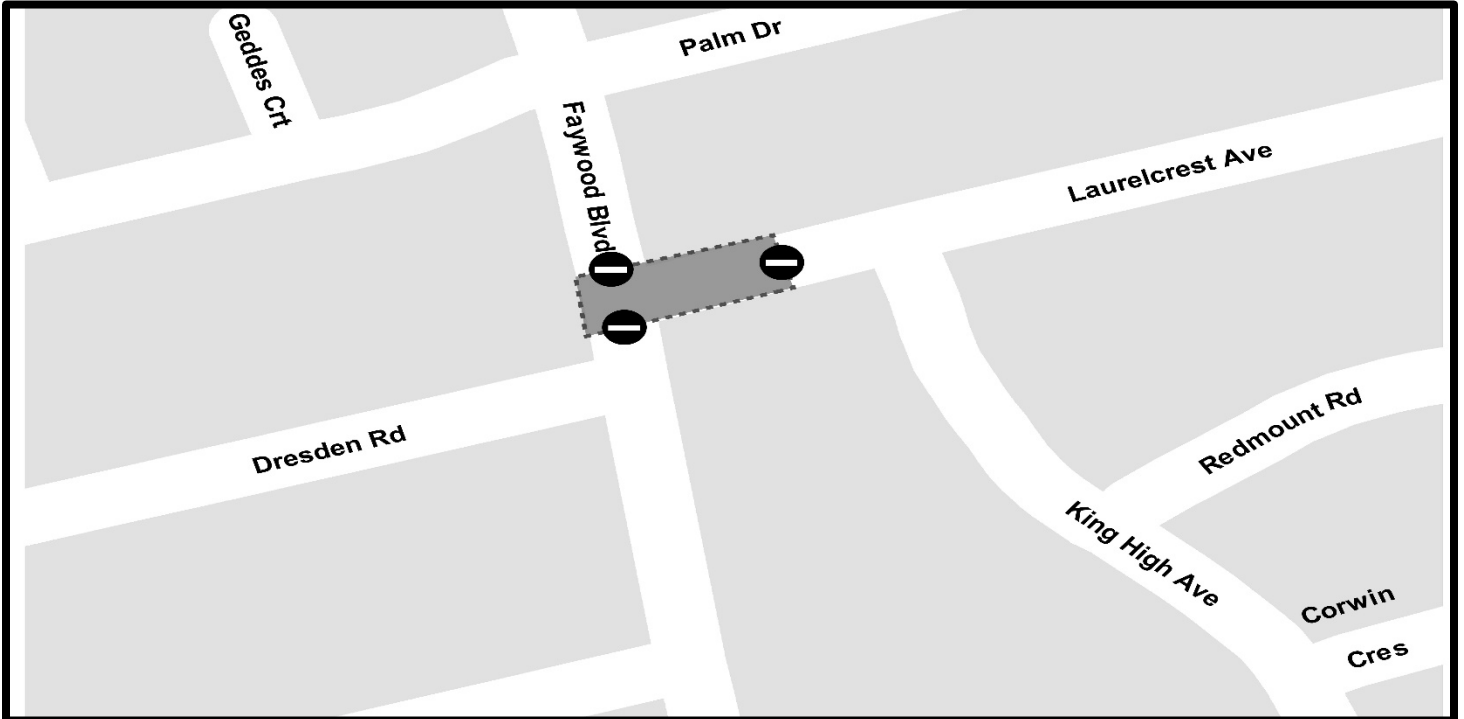 Geddes Crt
Palm Dr
Faywood Blvd
Laurelcrest Ave
Dresden Rd
Redmount Rd
King High Ave
Corwin
Cres